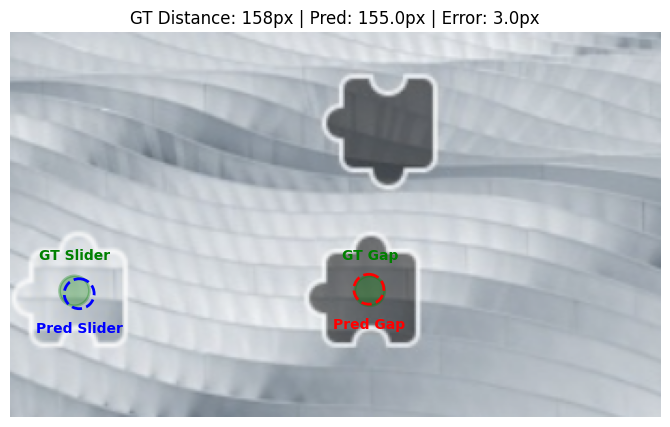 GT Distance: 158px | Pred: 155.0px | Error: 3.0px
GT Slider
GT Gap
Pred Slider
Pred Gap